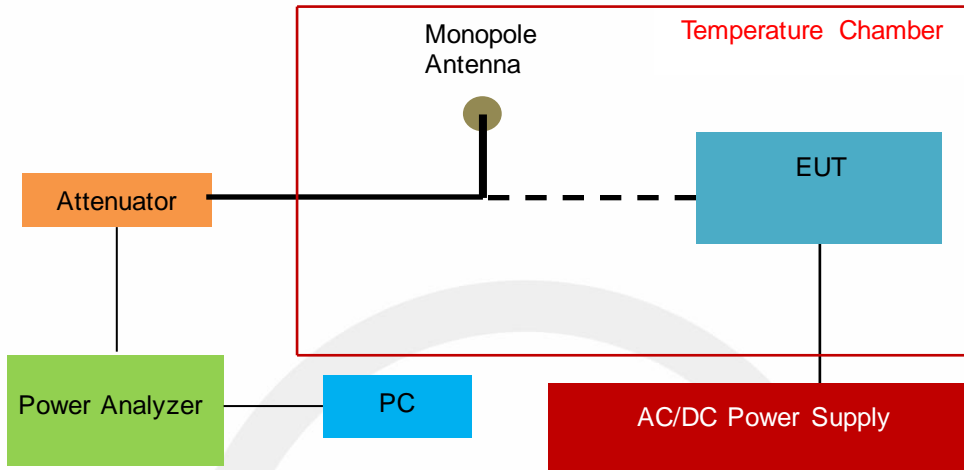 Monopole
Antenna
Temperature Chamber
EUT
Attenuator
Power Analyzer
PC
AC/DC Power Supply